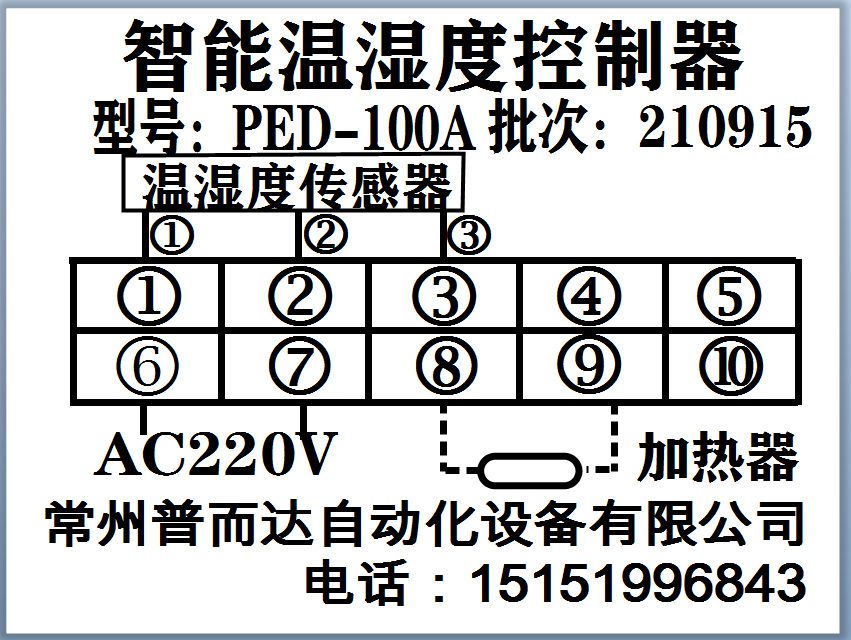 智能温湿度控制器
型号：PED-100A 批次：210915
温湿度传感器
① ② ③
① ② ③ ④ ⑤
⑥ ⑦ ⑧ ⑨ ⑩
AC220V 加热器
常州普而达自动化设备有限公司
电话：15151996843